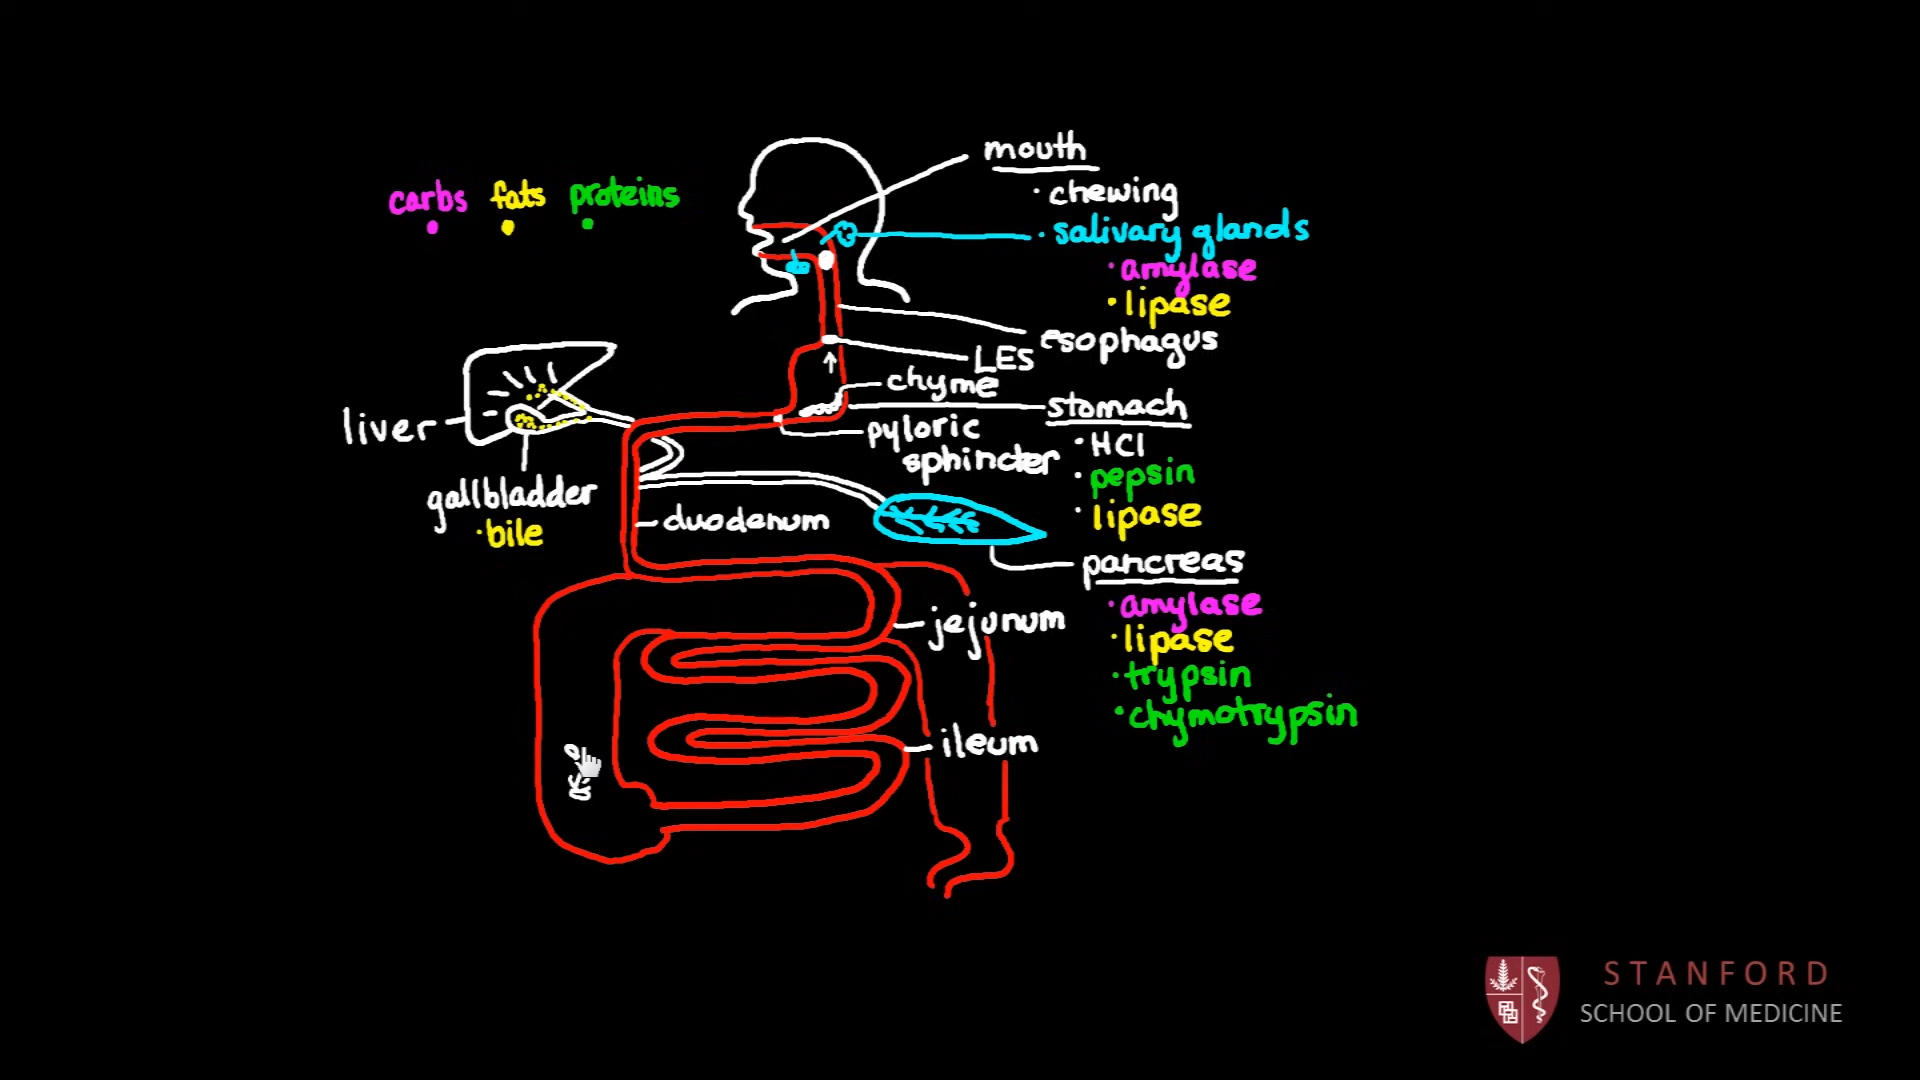 mouth
· chewing
carbs fats proteins
· salivary glands
· amylase
· lipase
esophagus
LES
chyme
stomach
liver
pyloric
sphincter
· HCl
· pepsin
gallbladder
· lipase
· bile
duodenum
pancreas
· amylase
jejunum
· lipase
· trypsin
· chymotrypsin
ileum
STANFORD
SCHOOL OF MEDICINE